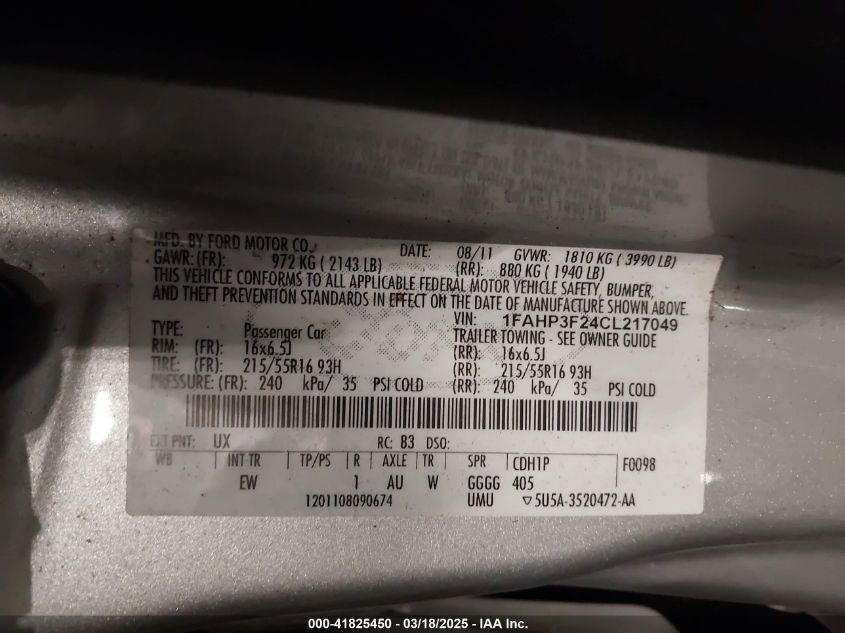 MFD. BY FORD MOTOR CO.
DATE: 08/11 GVWR: 1810 KG ( 3990 LB)
GAWR: (FR): 972 KG ( 2143 LB) (RR): 880 KG ( 1940 LB)
THIS VEHICLE CONFORMS TO ALL APPLICABLE FEDERAL MOTOR VEHICLE SAFETY, BUMPER,
AND THEFT PREVENTION STANDARDS IN EFFECT ON THE DATE OF MANUFACTURE SHOWN ABOVE.
VIN: 1FAHP3F24CL217049
TYPE: Passenger Car TRAILER TOWING - SEE OWNER GUIDE
RIM: (FR): 16x6.5J (RR): 16x6.5J
TIRE: (FR): 215/55R16 93H (RR): 215/55R16 93H
PRESSURE: (FR): 240 kPa/ 35 PSI COLD (RR): 240 kPa/ 35 PSI COLD
EXT PNT: UX RC: 83 DSO:
WB INT TR TP/PS R AXLE TR SPR CDH1P F0098
EW 1 AU W GGGG 405
1201108090674 UMU ▽5U5A-3520472-AA
000-41825450 / 03/18/2025 - IAA Inc.